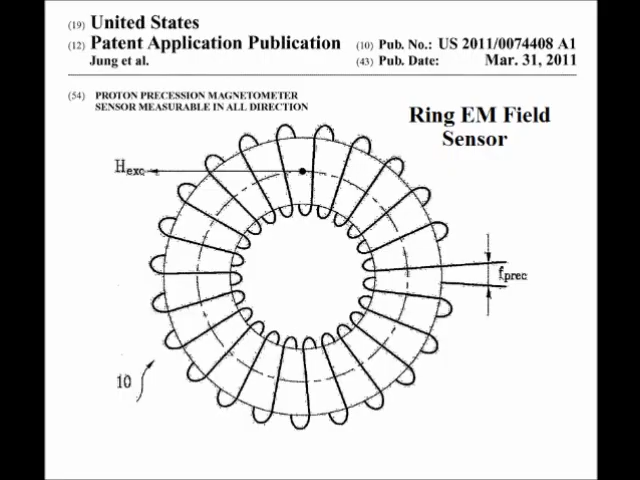 (19) United States
(12) Patent Application Publication (10) Pub. No.: US 2011/0074408 A1
Jung et al. (43) Pub. Date: Mar. 31, 2011
(54) PROTON PRECESSION MAGNETOMETER
SENSOR MEASURABLE IN ALL DIRECTION
Ring EM Field
Sensor
Hexc
fprec
10